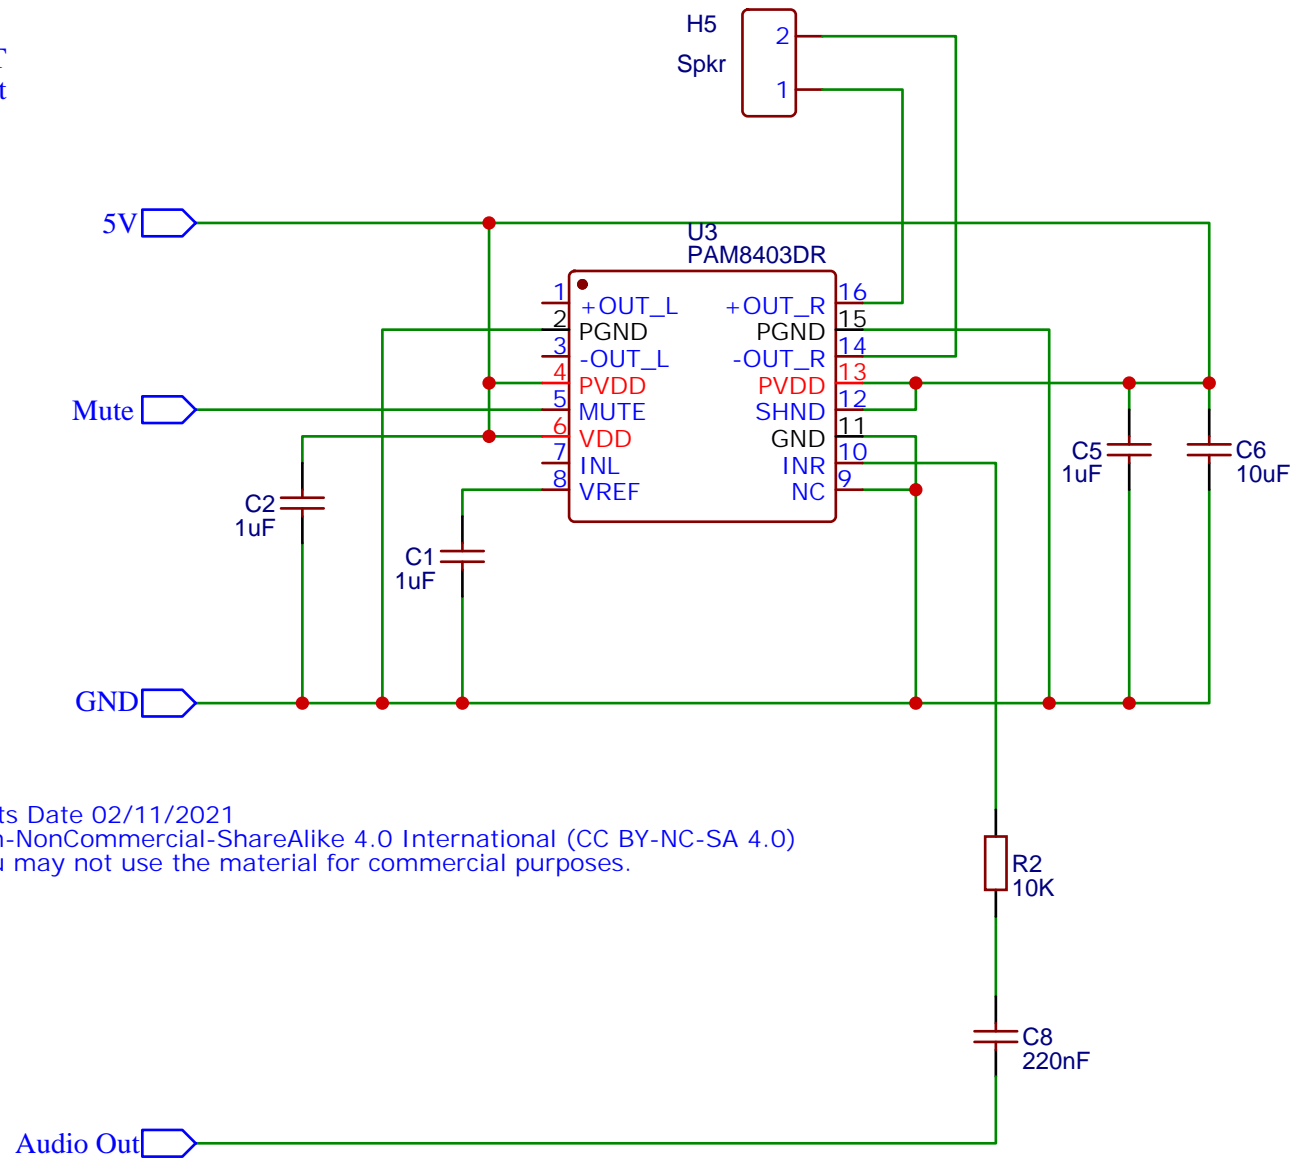 T
t
H5
Spkr
2
1
5V
U3
PAM8403DR
1 +OUT_L
2 PGND
3 -OUT_L
4 PVDD
5 MUTE
6 VDD
7 INL
8 VREF
+OUT_R 16
PGND 15
-OUT_R 14
PVDD 13
SHND 12
GND 11
INR 10
NC 9
Mute
C2
1uF
C1
1uF
C5
1uF
C6
10uF
GND
ts Date 02/11/2021
-NonCommercial-ShareAlike 4.0 International (CC BY-NC-SA 4.0)
may not use the material for commercial purposes.
R2
10K
C8
220nF
Audio Out